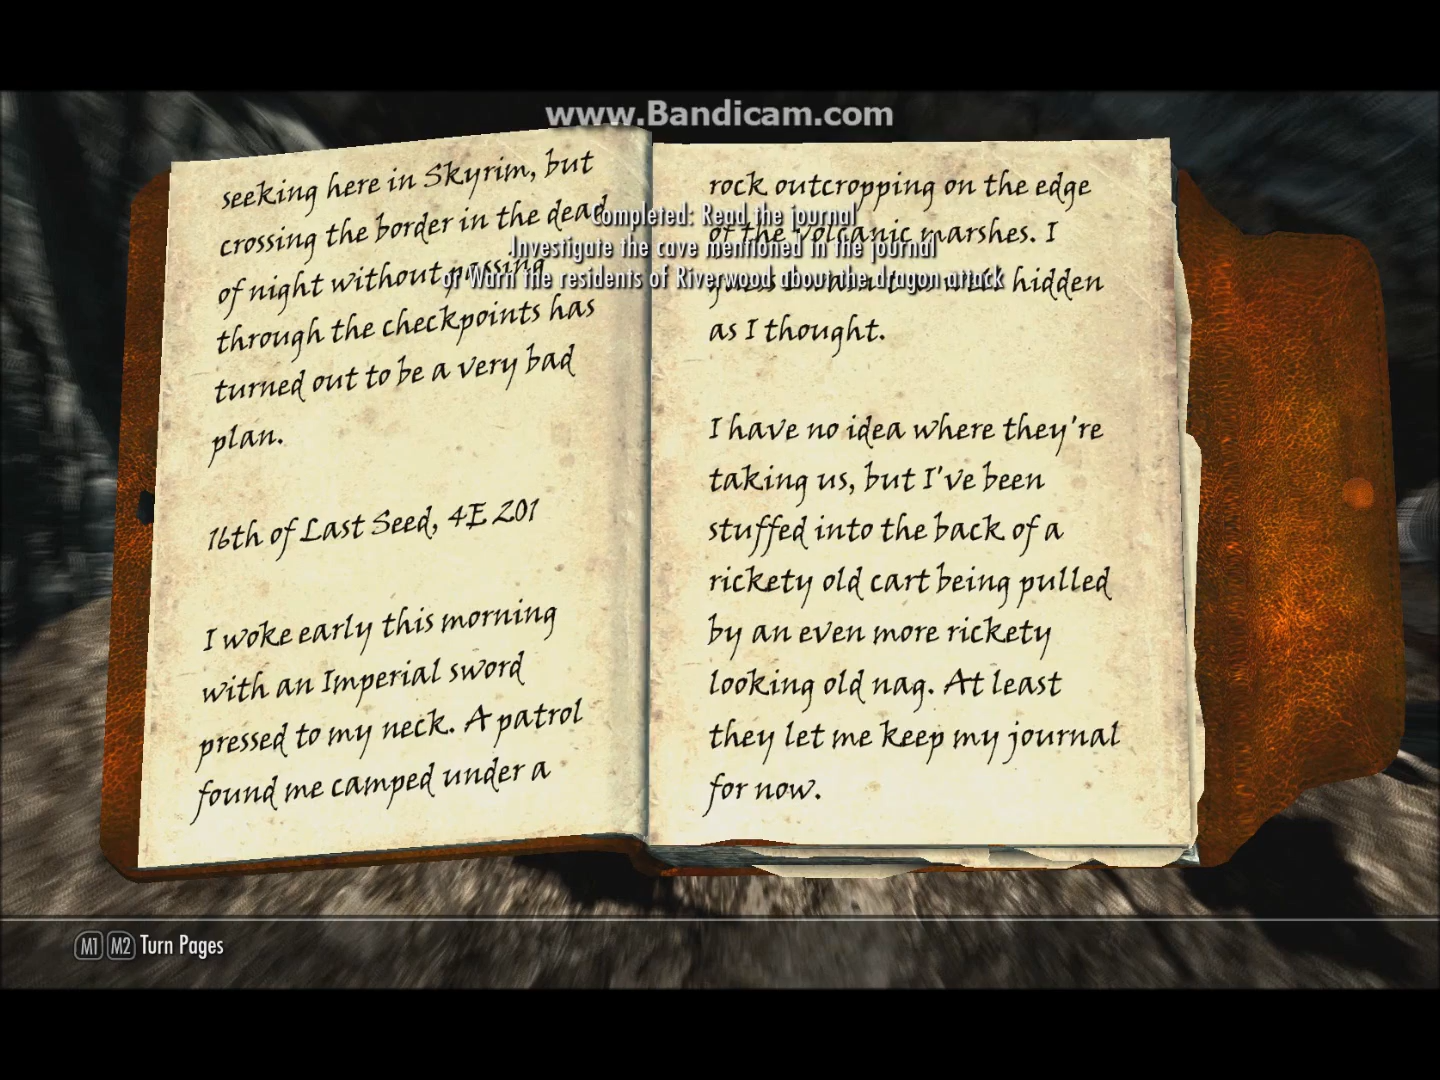 www.Bandicam.com
seeking here in Skyrim, but
crossing the border in the dead
of night without passing
through the checkpoints has
turned out to be a very bad
plan.
16th of Last Seed, 4E 201
I woke early this morning
with an Imperial sword
pressed to my neck. A patrol
found me camped under a
rock outcropping on the edge
of the volcanic marshes. I
hidden
as I thought.
I have no idea where they're
taking us, but I've been
stuffed into the back of a
rickety old cart being pulled
by an even more rickety
looking old nag. At least
they let me keep my journal
for now.
Completed: Read the journal
Investigate the cave mentioned in the journal
or Warn the residents of Riverwood about the dragon attack
M1 M2 Turn Pages